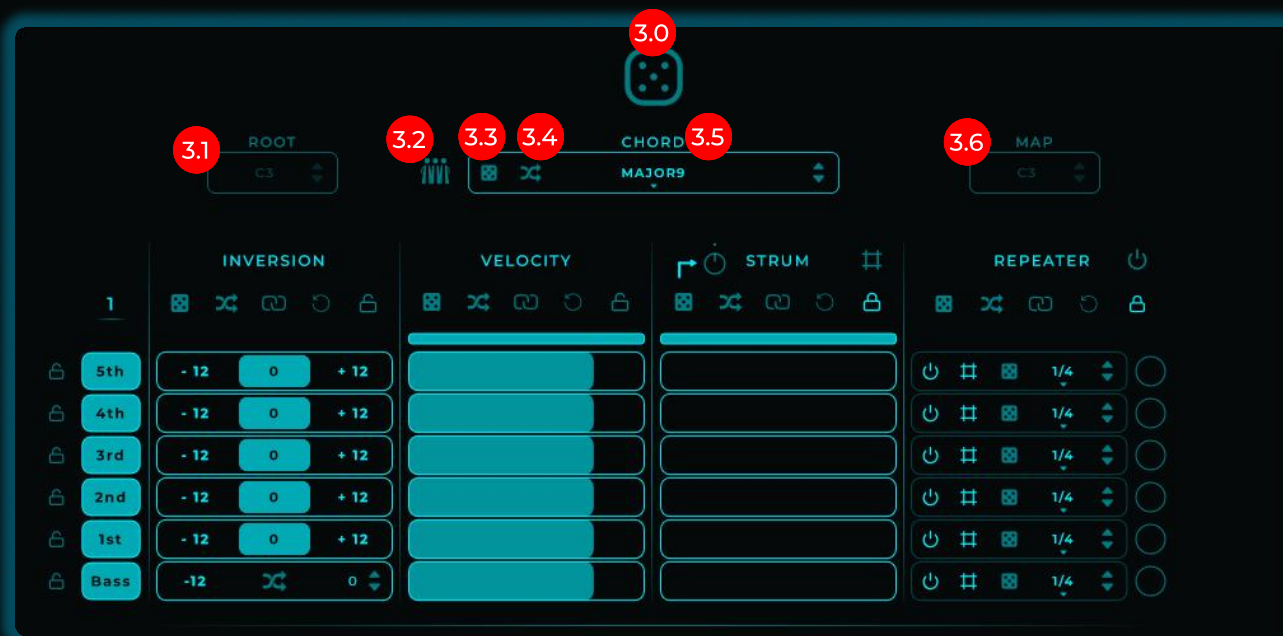 3.0
3.1 ROOT 3.2 3.3 3.4 CHORD 3.5 3.6 MAP
C3 MAJOR9 C3
INVERSION VELOCITY STRUM REPEATER
1
5th - 12 0 + 12 1/4
4th - 12 0 + 12 1/4
3rd - 12 0 + 12 1/4
2nd - 12 0 + 12 1/4
1st - 12 0 + 12 1/4
Bass -12 0 1/4